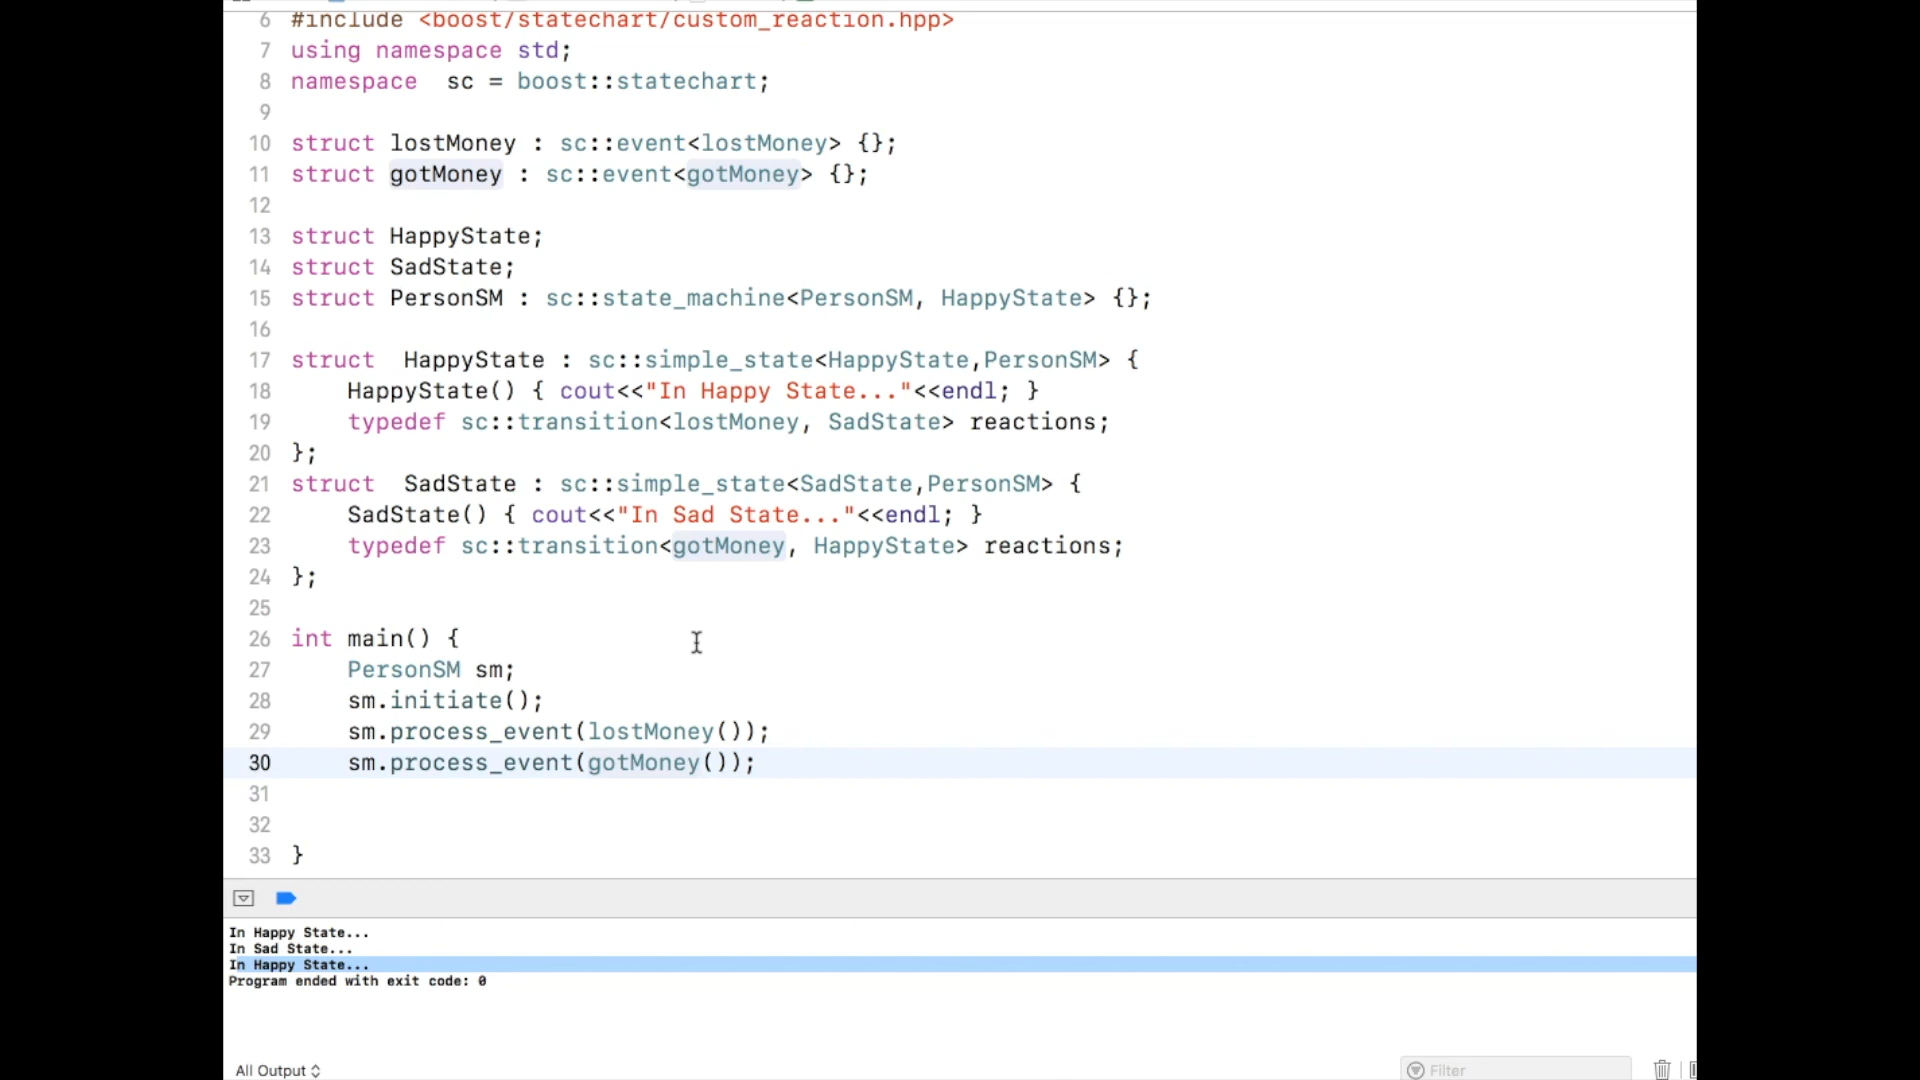 6 #include <boost/statechart/custom_reaction.hpp>
7 using namespace std;
8 namespace  sc = boost::statechart;
9
10 struct lostMoney : sc::event<lostMoney> {};
11 struct gotMoney : sc::event<gotMoney> {};
12
13 struct HappyState;
14 struct SadState;
15 struct PersonSM : sc::state_machine<PersonSM, HappyState> {};
16
17 struct  HappyState : sc::simple_state<HappyState,PersonSM> {
18     HappyState() { cout<<"In Happy State..."<<endl; }
19     typedef sc::transition<lostMoney, SadState> reactions;
20 };
21 struct  SadState : sc::simple_state<SadState,PersonSM> {
22     SadState() { cout<<"In Sad State..."<<endl; }
23     typedef sc::transition<gotMoney, HappyState> reactions;
24 };
25
26 int main() {
27     PersonSM sm;
28     sm.initiate();
29     sm.process_event(lostMoney());
30     sm.process_event(gotMoney());
31
32
33 }
In Happy State...
In Sad State...
In Happy State...
Program ended with exit code: 0
All Output
Filter